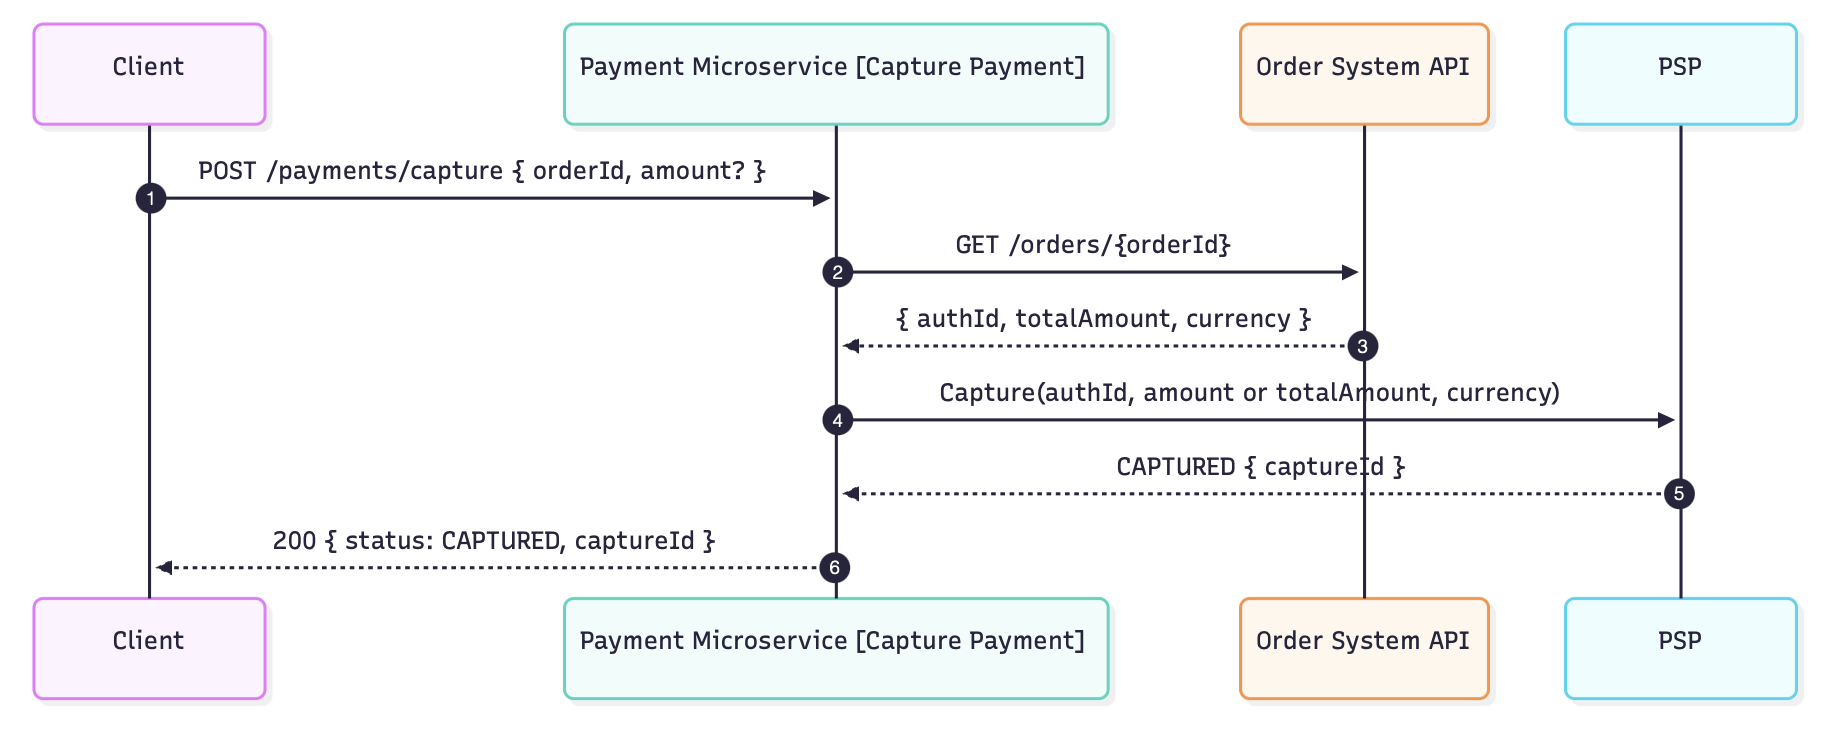 Client
Payment Microservice [Capture Payment]
Order System API
PSP
POST /payments/capture { orderId, amount? }
1
GET /orders/{orderId}
2
{ authId, totalAmount, currency }
3
Capture(authId, amount or totalAmount, currency)
4
CAPTURED { captureId }
5
200 { status: CAPTURED, captureId }
6
Client
Payment Microservice [Capture Payment]
Order System API
PSP